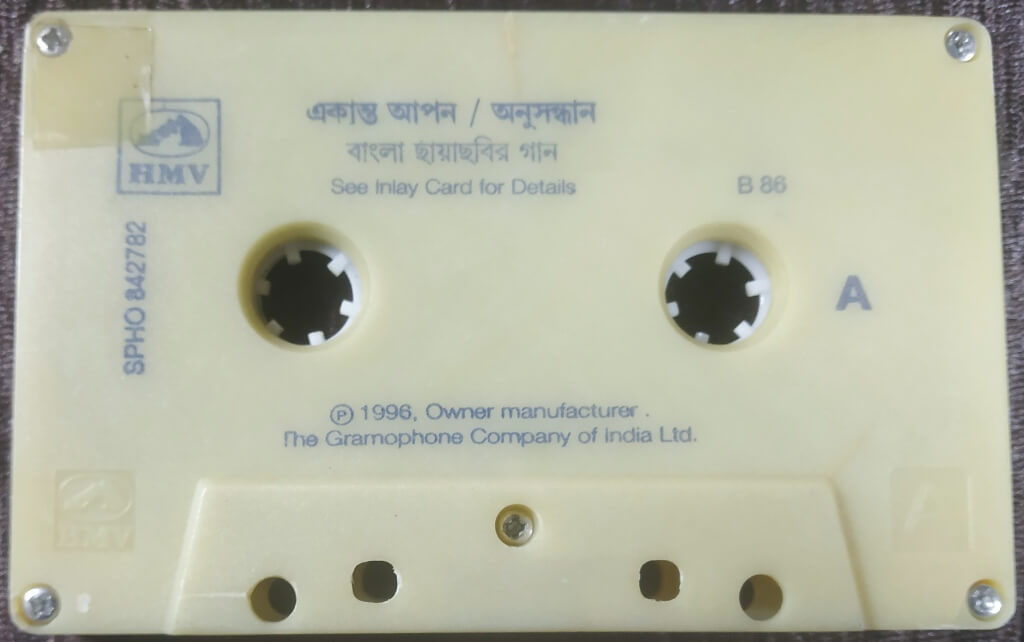 একান্ত আপন / অনুসন্ধান
বাংলা ছায়াছবির গান
See Inlay Card for Details
B 86
HMV
SPHO 842782
A
Ⓟ 1996, Owner manufacturer .
The Gramophone Company of India Ltd.